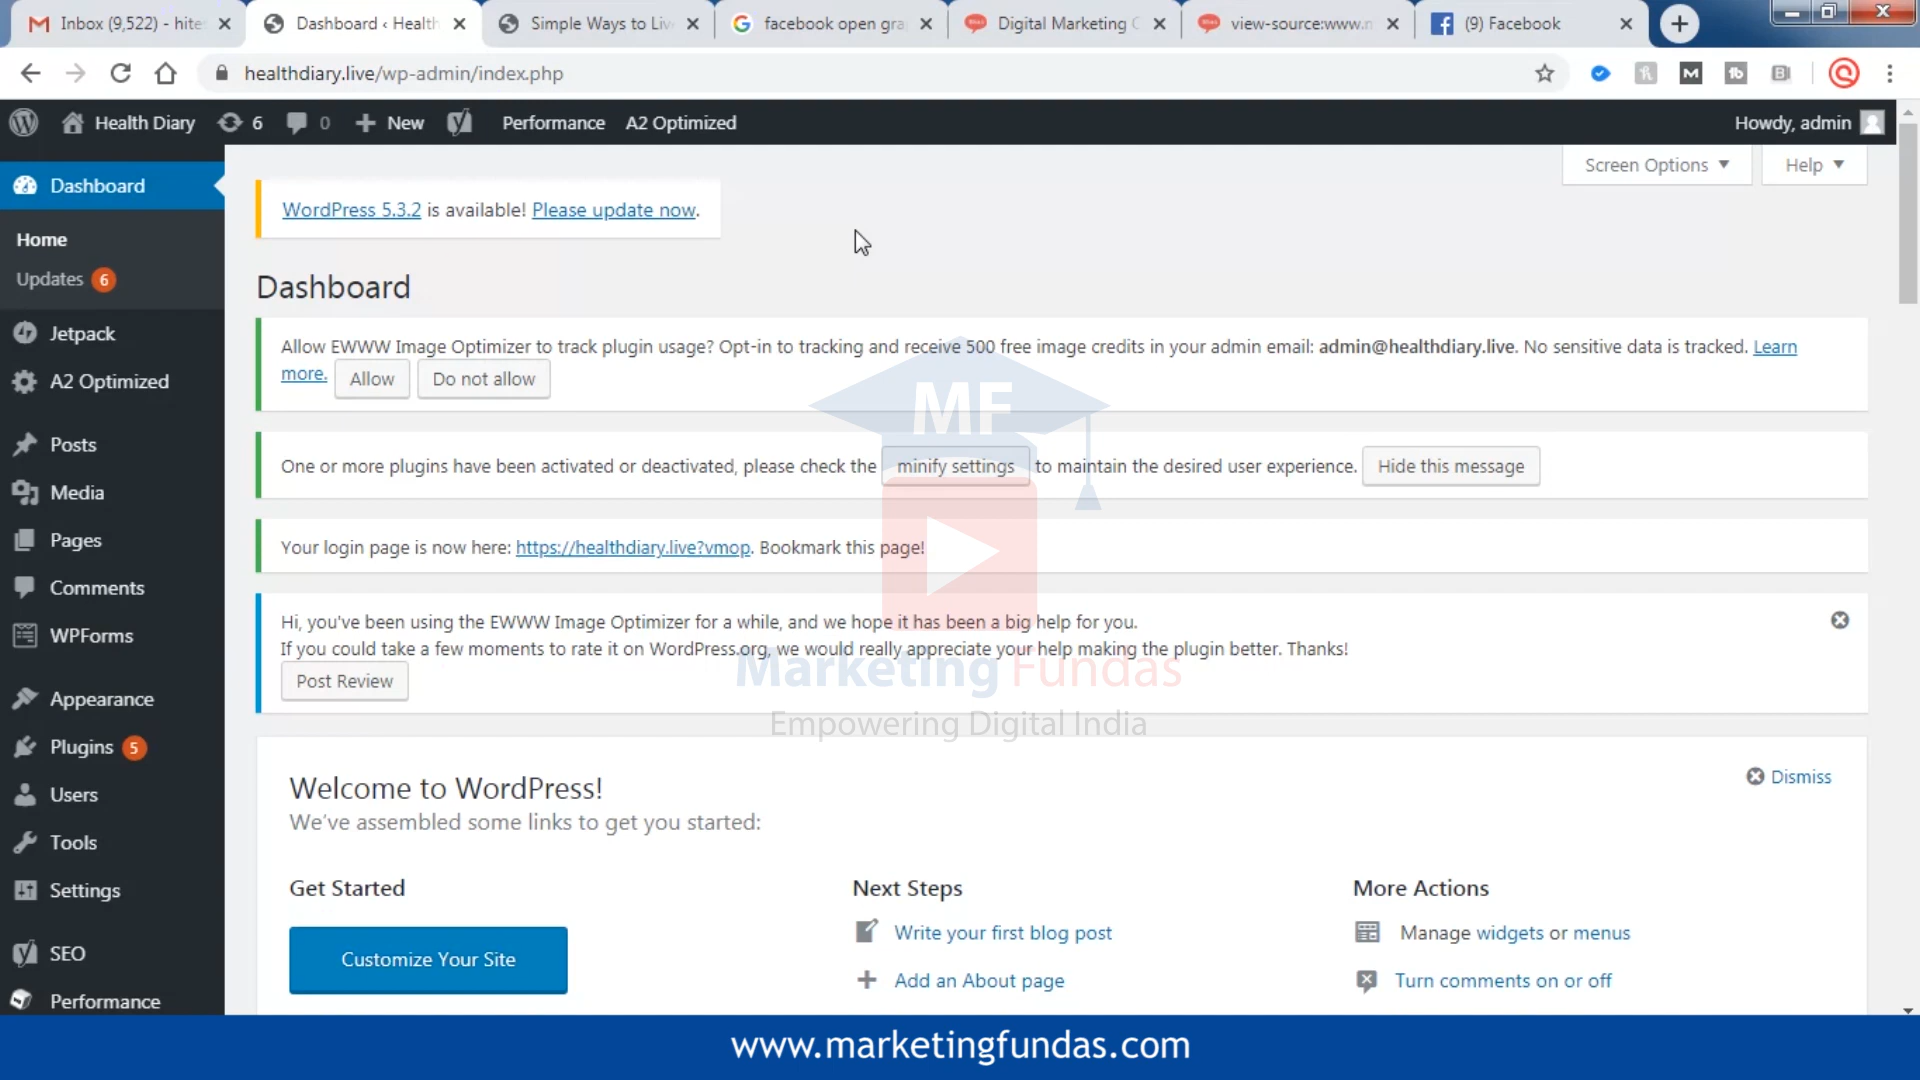 Inbox (9,522) - hite
Dashboard ‹ Health
Simple Ways to Liv
facebook open gra
Digital Marketing C
view-source:www.n
(9) Facebook
healthdiary.live/wp-admin/index.php
Health Diary
6
0
New
Performance
A2 Optimized
Howdy, admin
Screen Options
Help
Dashboard
Home
Updates 6
Jetpack
A2 Optimized
Posts
Media
Pages
Comments
WPForms
Appearance
Plugins 5
Users
Tools
Settings
SEO
Performance
WordPress 5.3.2 is available! Please update now.
Dashboard
Allow EWWW Image Optimizer to track plugin usage? Opt-in to tracking and receive 500 free image credits in your admin email: admin@healthdiary.live. No sensitive data is tracked. Learn
more. Allow Do not allow
One or more plugins have been activated or deactivated, please check the minify settings to maintain the desired user experience. Hide this message
Your login page is now here: https://healthdiary.live?vmop. Bookmark this page!
Hi, you've been using the EWWW Image Optimizer for a while, and we hope it has been a big help for you.
If you could take a few moments to rate it on WordPress.org, we would really appreciate your help making the plugin better. Thanks!
Post Review
MF
Marketing Fundas
Empowering Digital India
Welcome to WordPress!
Dismiss
We've assembled some links to get you started:
Get Started
Customize Your Site
Next Steps
Write your first blog post
Add an About page
More Actions
Manage widgets or menus
Turn comments on or off
www.marketingfundas.com